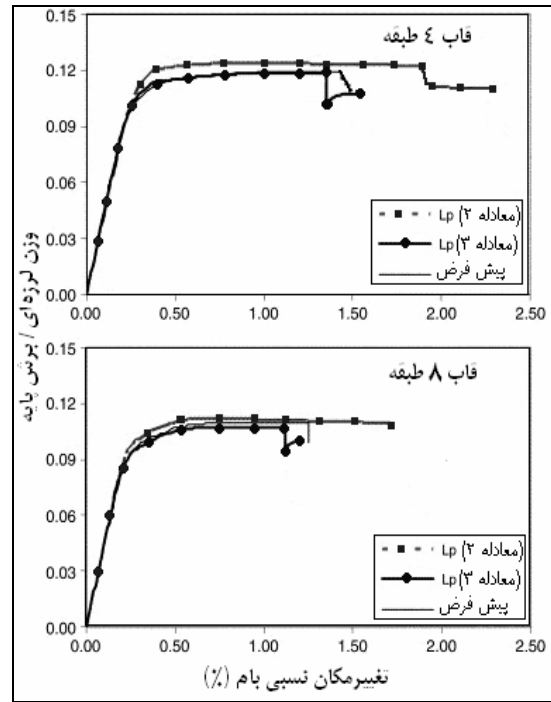 قاب ٤ طبقه
0.15
0.12
0.09
0.06
0.03
0.00
Lp (معادله ٢)
Lp (معادله ٣)
پیش فرض
0.00 0.50 1.00 1.50 2.00 2.50
وزن لرزه ای / برش پایه
قاب ٨ طبقه
0.15
0.12
0.09
0.06
0.03
0.00
Lp (معادله ٢)
Lp (معادله ٣)
پیش فرض
0.00 0.50 1.00 1.50 2.00 2.50
تغییرمکان نسبی بام (٪)